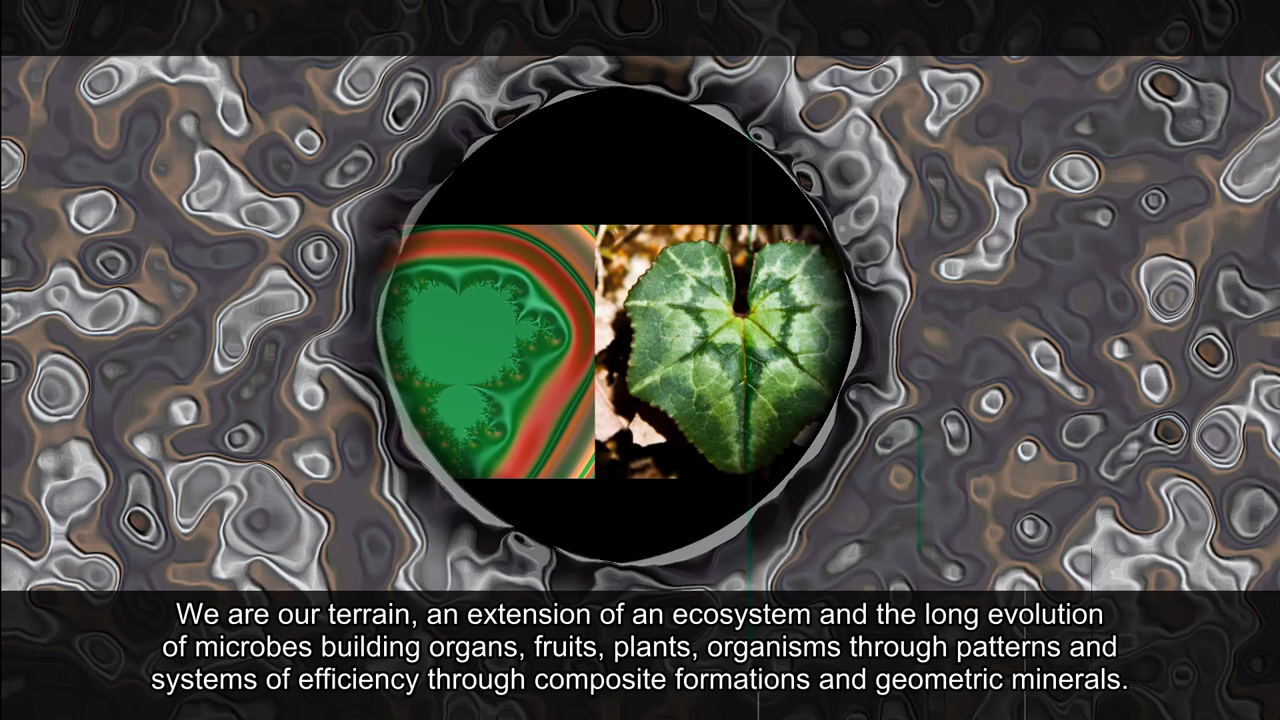 We are our terrain, an extension of an ecosystem and the long evolution
of microbes building organs, fruits, plants, organisms through patterns and
systems of efficiency through composite formations and geometric minerals.